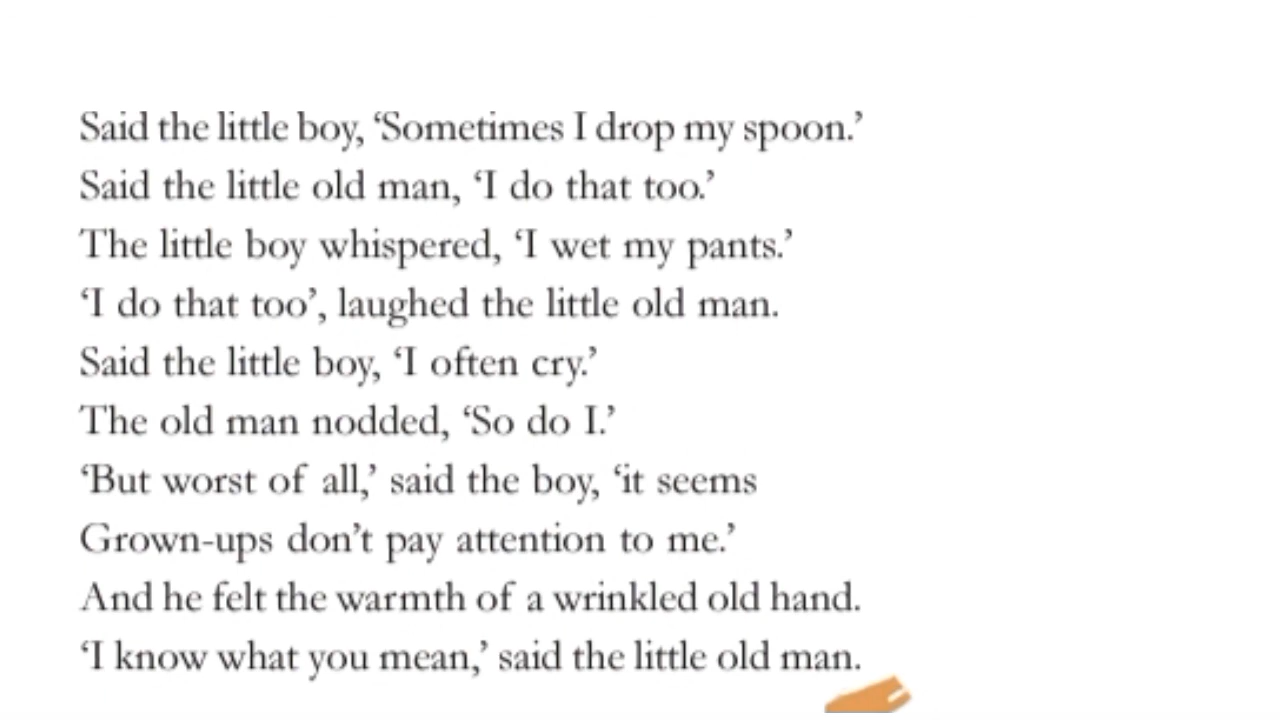 Said the little boy, ‘Sometimes I drop my spoon.’
Said the little old man, ‘I do that too.’
The little boy whispered, ‘I wet my pants.’
‘I do that too’, laughed the little old man.
Said the little boy, ‘I often cry.’
The old man nodded, ‘So do I.’
‘But worst of all,’ said the boy, ‘it seems
Grown-ups don’t pay attention to me.’
And he felt the warmth of a wrinkled old hand.
‘I know what you mean,’ said the little old man.